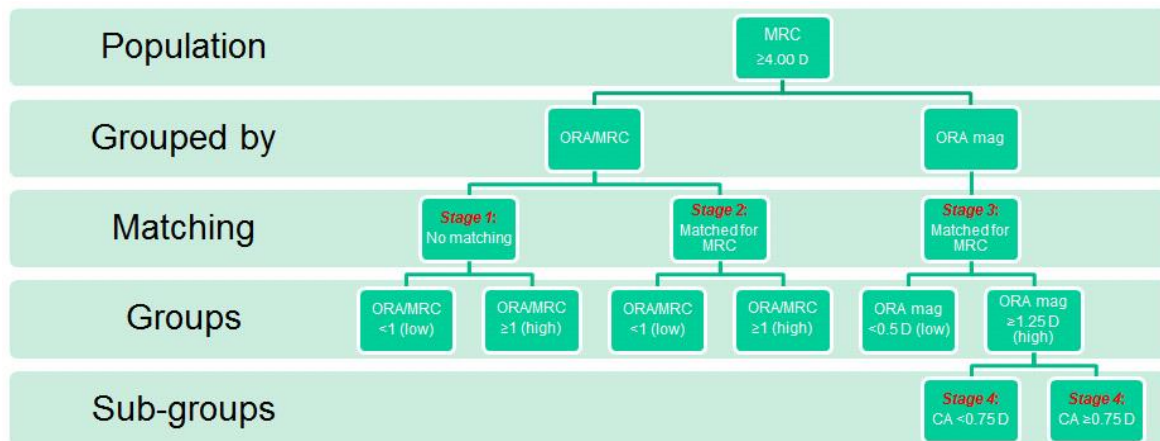 Population
MRC
≥4.00 D
Grouped by
ORA/MRC
ORA mag
Matching
Stage 1:
No matching
Stage 2:
Matched for
MRC
Stage 3:
Matched for
MRC
Groups
ORA/MRC
<1 (low)
ORA/MRC
≥1 (high)
ORA/MRC
<1 (low)
ORA/MRC
≥1 (high)
ORA mag
<0.5 D (low)
ORA mag
≥1.25 D
(high)
Sub-groups
Stage 4:
CA <0.75 D
Stage 4:
CA ≥0.75 D